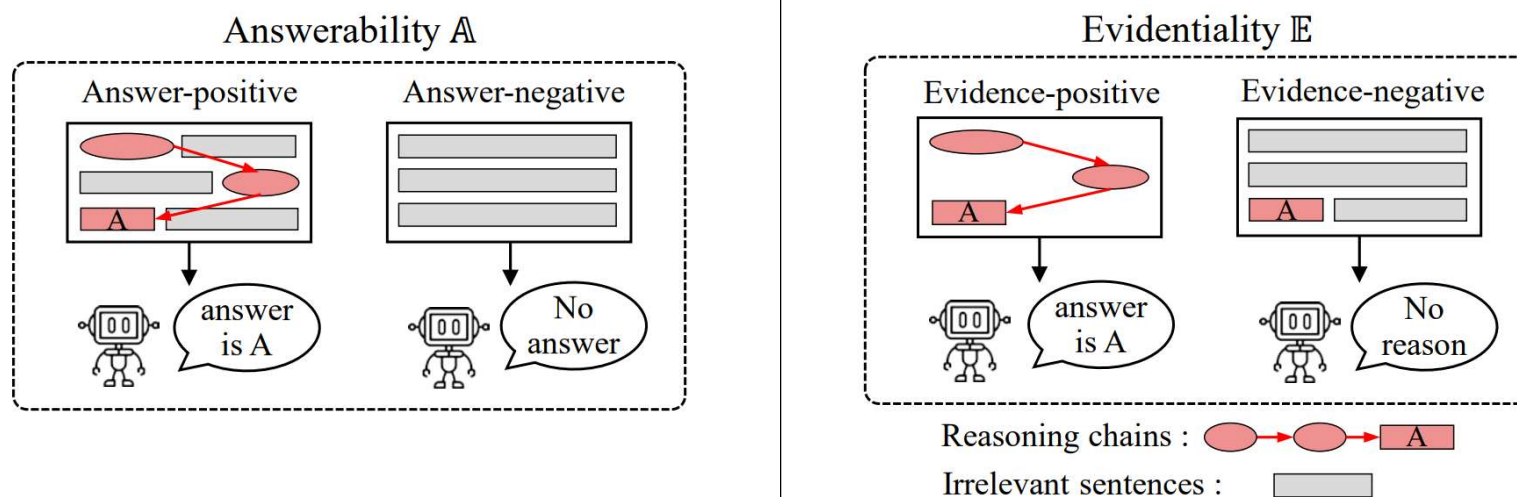 Answerability 𝔸
Answer-positive
Answer-negative
A
answer
is A
No
answer
Evidentiality 𝔼
Evidence-positive
Evidence-negative
A
A
answer
is A
No
reason
Reasoning chains :
A
Irrelevant sentences :